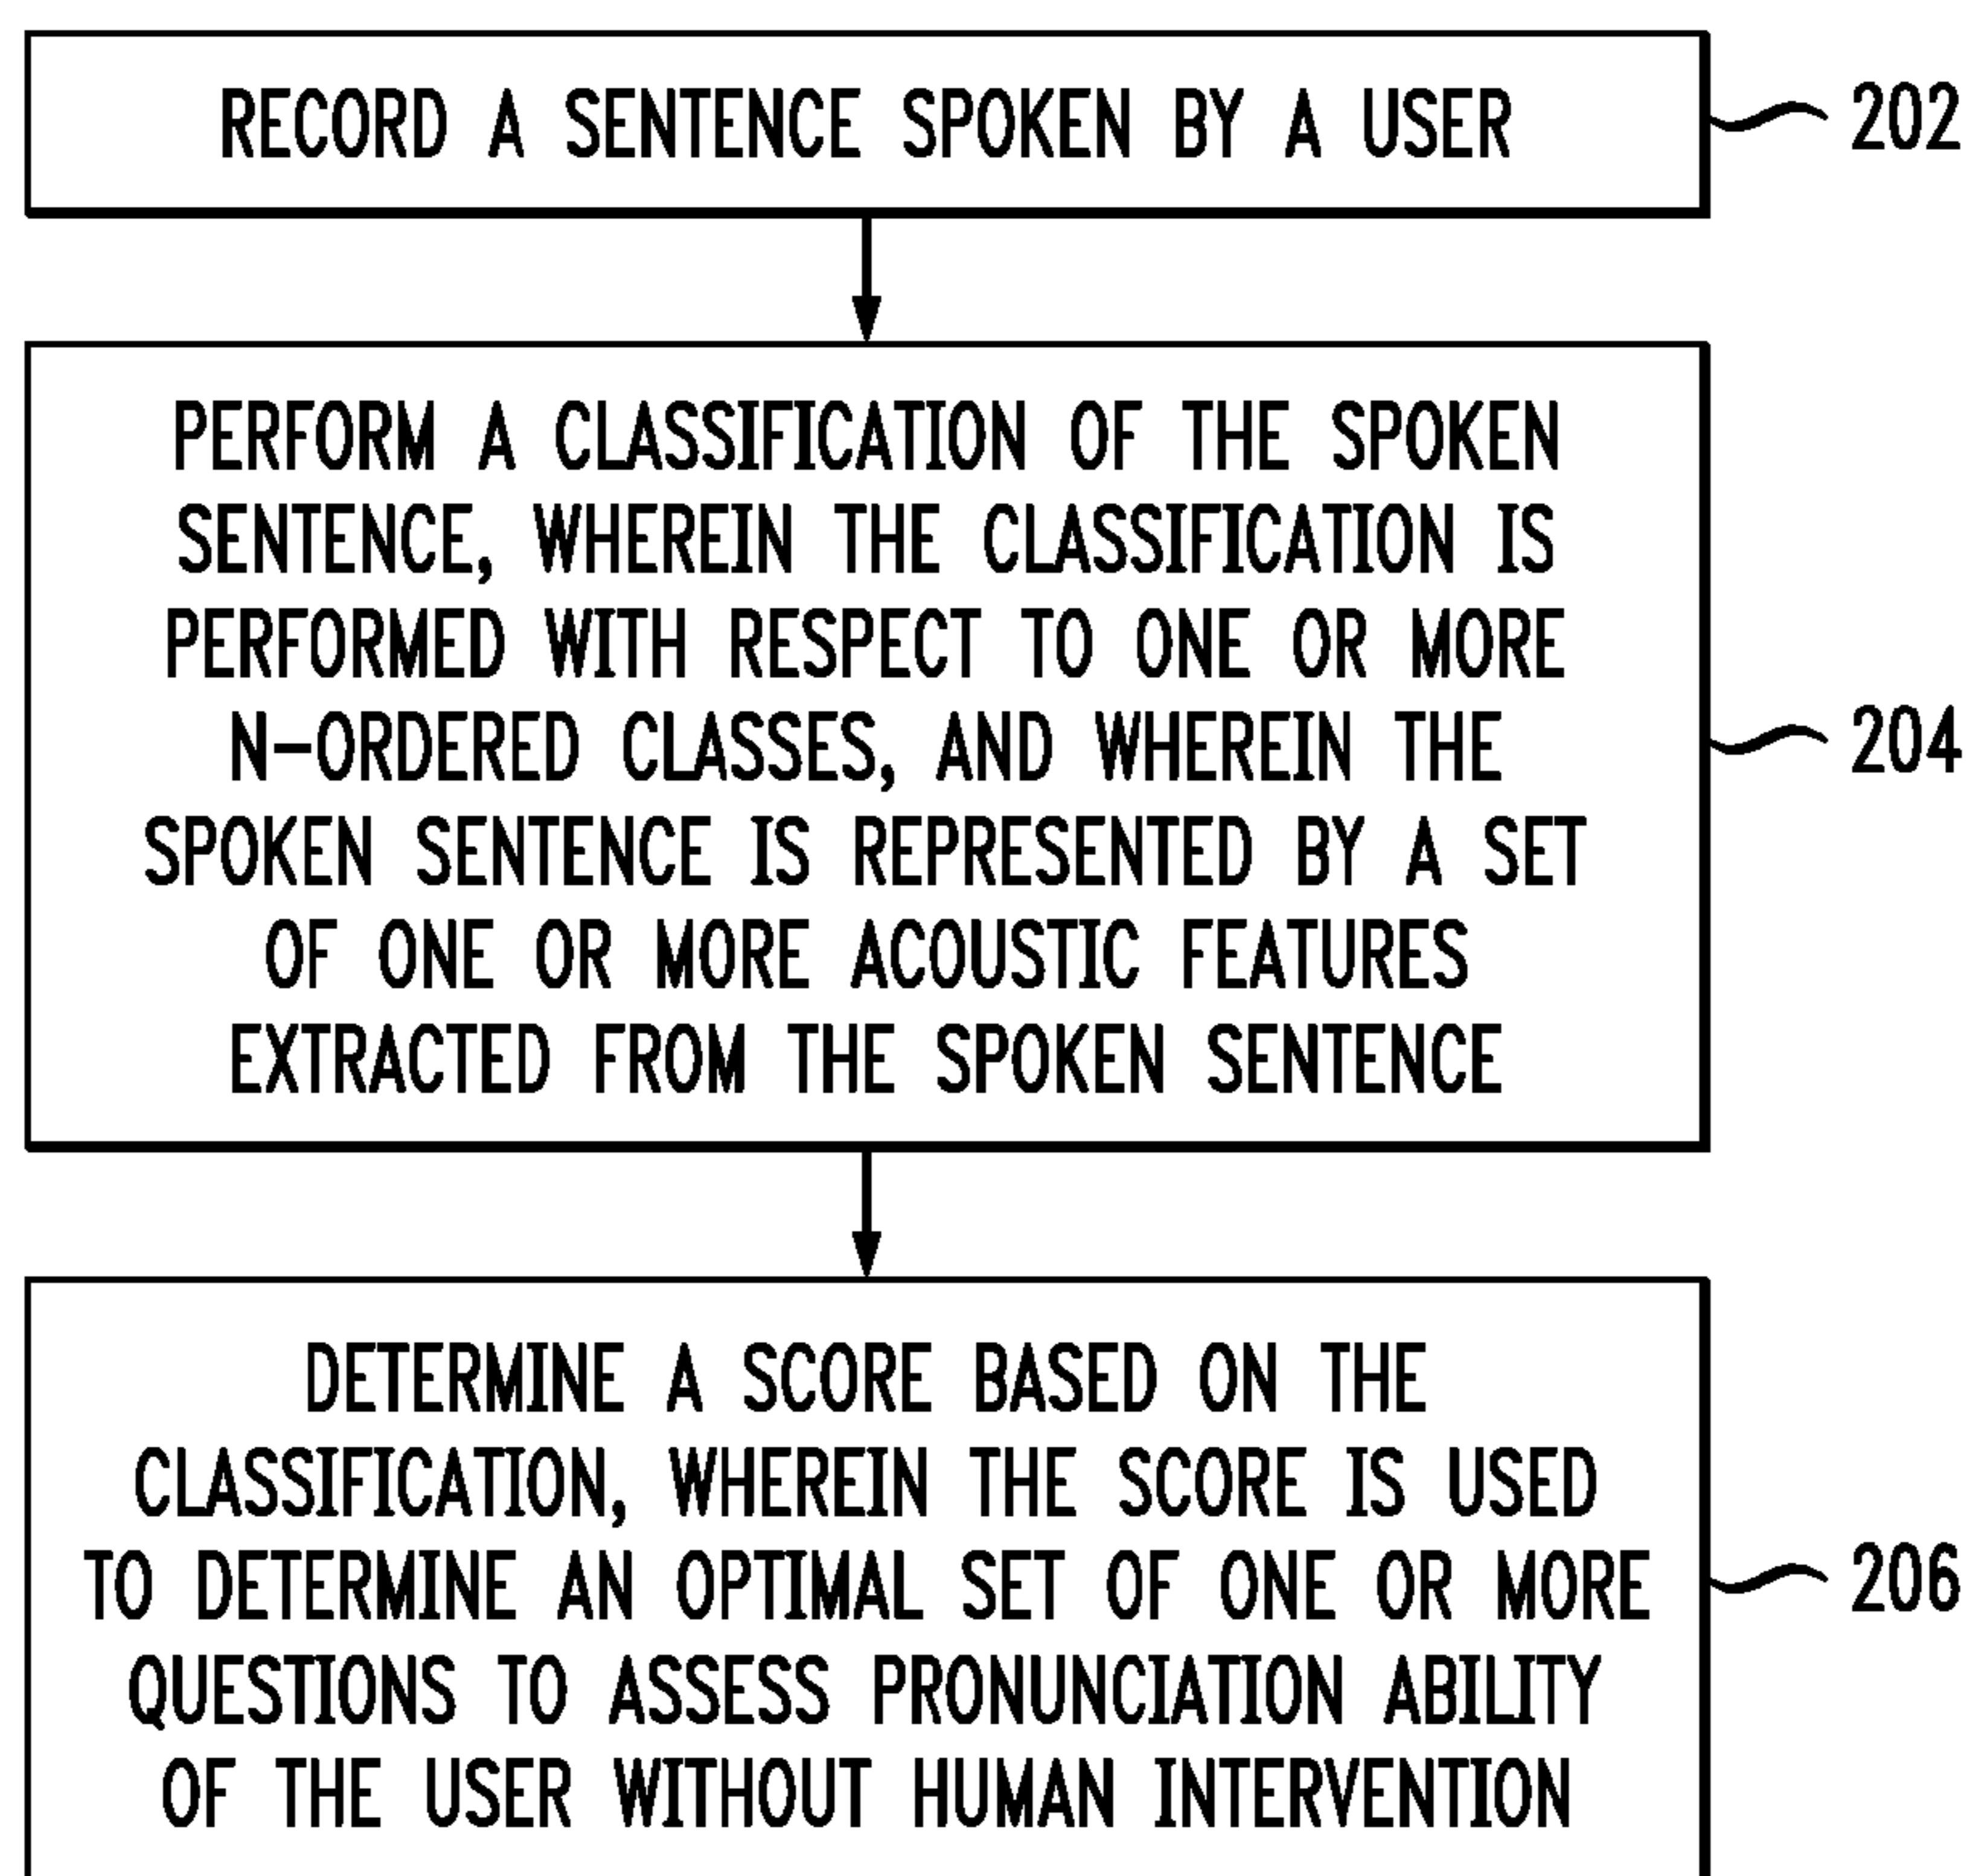 RECORD A SENTENCE SPOKEN BY A USER
202
PERFORM A CLASSIFICATION OF THE SPOKEN
SENTENCE, WHEREIN THE CLASSIFICATION IS
PERFORMED WITH RESPECT TO ONE OR MORE
N-ORDERED CLASSES, AND WHEREIN THE
204
SPOKEN SENTENCE IS REPRESENTED BY A SET
OF ONE OR MORE ACOUSTIC FEATURES
EXTRACTED FROM THE SPOKEN SENTENCE
DETERMINE A SCORE BASED ON THE
CLASSIFICATION, WHEREIN THE SCORE IS USED
TO DETERMINE AN OPTIMAL SET OF ONE OR MORE
206
QUESTIONS TO ASSESS PRONUNCIATION ABILITY
OF THE USER WITHOUT HUMAN INTERVENTION